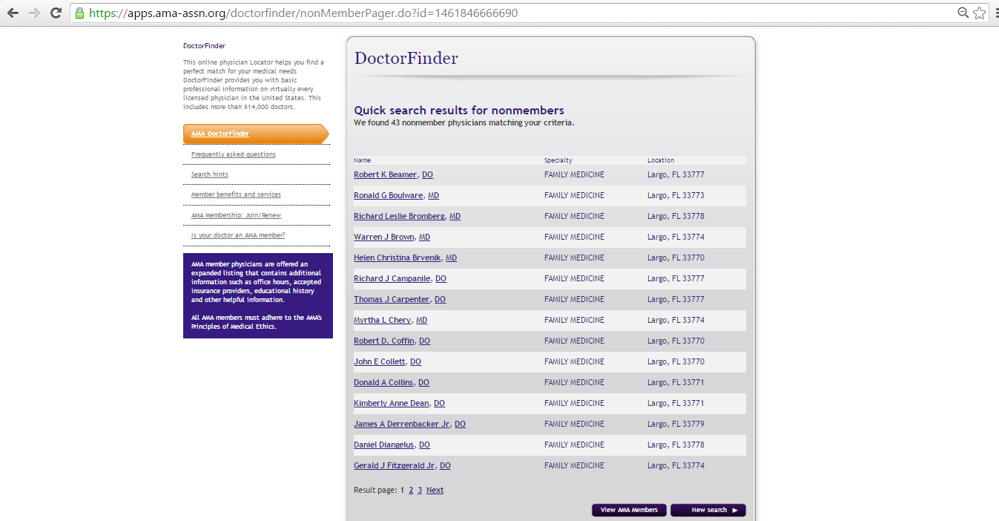 https://apps.ama-assn.org/doctorfinder/nonMemberPager.do?id=1461846666690
DoctorFinder
This online physician Locator helps you find a
perfect match for your medical needs
DoctorFinder provides you with basic
professional information on virtually every
licensed physician in the United States. This
includes more than 814,000 doctors.
AMA DoctorFinder
Frequently asked questions
Search hints
Member benefits and services
AMA Membership: Join/Renew
Is your doctor an AMA member?
AMA member physicians are offered an
expanded listing that contains additional
information such as office hours, accepted
insurance providers, educational history
and other helpful information.
All AMA members must adhere to the AMA's
Principles of Medical Ethics.
DoctorFinder
Quick search results for nonmembers
We found 43 nonmember physicians matching your criteria.
Name Specialty Location
Robert K Beamer, DO FAMILY MEDICINE Largo, FL 33777
Ronald G Boulware, MD FAMILY MEDICINE Largo, FL 33773
Richard Leslie Bromberg, MD FAMILY MEDICINE Largo, FL 33778
Warren J Brown, MD FAMILY MEDICINE Largo, FL 33774
Helen Christina Brvenik, MD FAMILY MEDICINE Largo, FL 33770
Richard J Campanile, DO FAMILY MEDICINE Largo, FL 33777
Thomas J Carpenter, DO FAMILY MEDICINE Largo, FL 33777
Myrtha L Chery, MD FAMILY MEDICINE Largo, FL 33774
Robert D. Coffin, DO FAMILY MEDICINE Largo, FL 33770
John E Collett, DO FAMILY MEDICINE Largo, FL 33770
Donald A Collins, DO FAMILY MEDICINE Largo, FL 33771
Kimberly Anne Dean, DO FAMILY MEDICINE Largo, FL 33771
James A Derrenbacker Jr, DO FAMILY MEDICINE Largo, FL 33779
Daniel Diangelus, DO FAMILY MEDICINE Largo, FL 33778
Gerald J Fitzgerald Jr, DO FAMILY MEDICINE Largo, FL 33774
Result page: 1 2 3 Next
View AMA Members New search